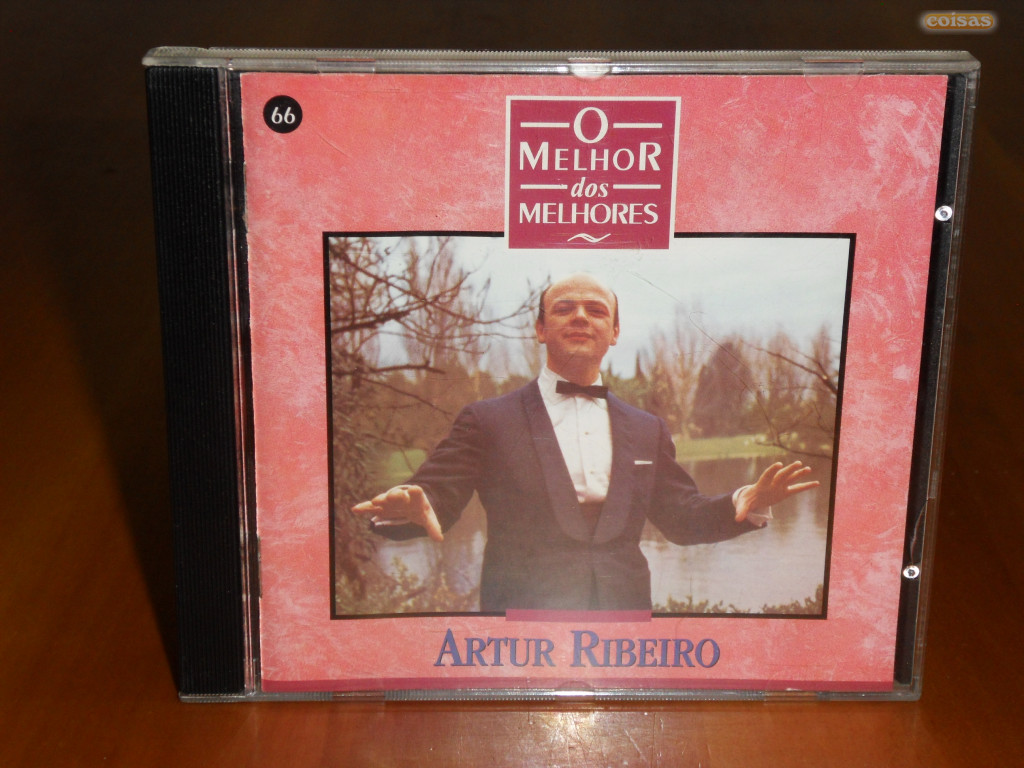 coisas
66
O
MELHOR
dos
MELHORES
ARTUR RIBEIRO